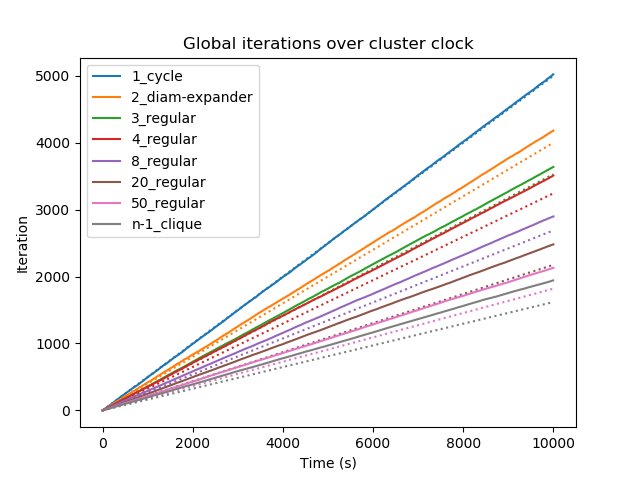 Global iterations over cluster clock
1_cycle
2_diam-expander
3_regular
4_regular
8_regular
20_regular
50_regular
n-1_clique
5000
4000
3000
2000
1000
0
Iteration
0 2000 4000 6000 8000 10000
Time (s)